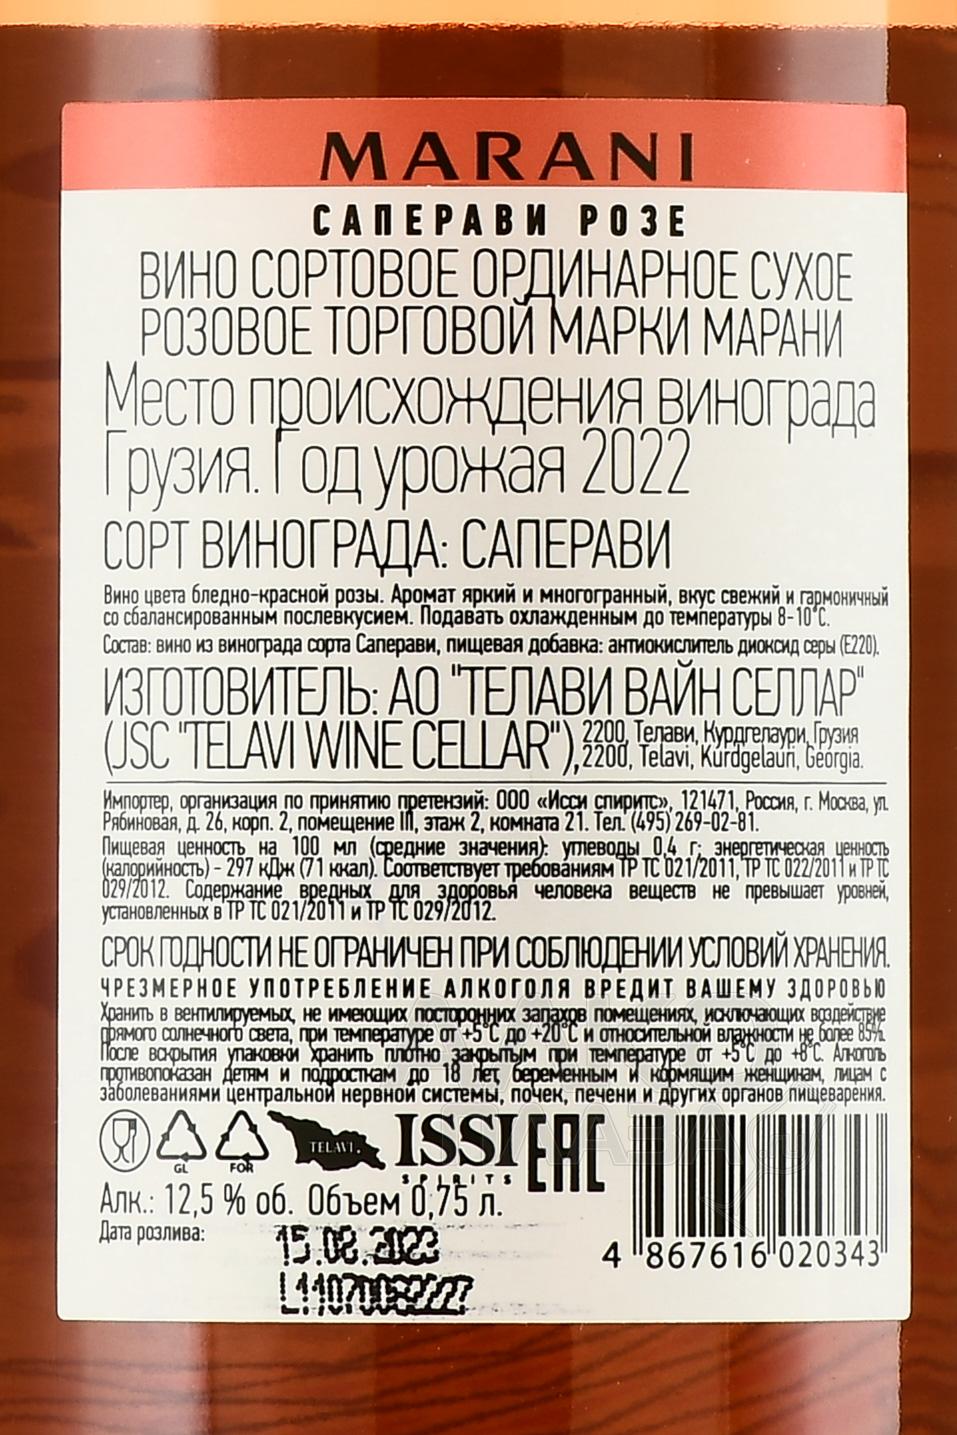 MARANI
САПЕРАВИ РОЗЕ
ВИНО СОРТОВОЕ ОРДИНАРНОЕ СУХОЕ
РОЗОВОЕ ТОРГОВОЙ МАРКИ МАРАНИ
Место происхождения винограда
Грузия. Год урожая 2022
СОРТ ВИНОГРАДА: САПЕРАВИ
Вино цвета бледно-красной розы. Аромат яркий и многогранный, вкус свежий и гармоничный
со сбалансированным послевкусием. Подавать охлажденным до температуры 8-10°С.
Состав: вино из винограда сорта Саперави, пищевая добавка: антиокислитель диоксид серы (Е220).
ИЗГОТОВИТЕЛЬ: АО "ТЕЛАВИ ВАЙН СЕЛЛАР"
(JSC "TELAVI WINE CELLAR"), 2200, Телави, Курдгелаури, Грузия
2200, Telavi, Kurdgelauri, Georgia.
Импортер, организация по принятию претензий: ООО «Исси спиритс», 121471, Россия, г. Москва, ул.
Рябиновая, д. 26, корп. 2, помещение III, этаж 2, комната 21. Тел. (495) 269-02-81.
Пищевая ценность на 100 мл (средние значения): углеводы 0,4 г; энергетическая ценность
(калорийность) - 297 кДж (71 ккал). Соответствует требованиям ТР ТС 021/2011, ТР ТС 022/2011 и ТР ТС
029/2012. Содержание вредных для здоровья человека веществ не превышает уровней,
установленных в ТР ТС 021/2011 и ТР ТС 029/2012.
СРОК ГОДНОСТИ НЕ ОГРАНИЧЕН ПРИ СОБЛЮДЕНИИ УСЛОВИЙ ХРАНЕНИЯ.
ЧРЕЗМЕРНОЕ УПОТРЕБЛЕНИЕ АЛКОГОЛЯ ВРЕДИТ ВАШЕМУ ЗДОРОВЬЮ
Хранить в вентилируемых, не имеющих посторонних запахов помещениях, исключающих воздействие
прямого солнечного света, при температуре от +5°С до +20°С и относительной влажности не более 85%.
После вскрытия упаковки хранить плотно закрытым при температуре от +5°С до +8°С. Алкоголь
противопоказан детям и подросткам до 18 лет, беременным и кормящим женщинам, лицам с
заболеваниями центральной нервной системы, почек, печени и других органов пищеварения.
GL FOR TELAVI ISSI SPIRITS EAC
Алк.: 12,5 % об. Объем 0,75 л.
Дата розлива: 15.08.2023
4 867616 020343